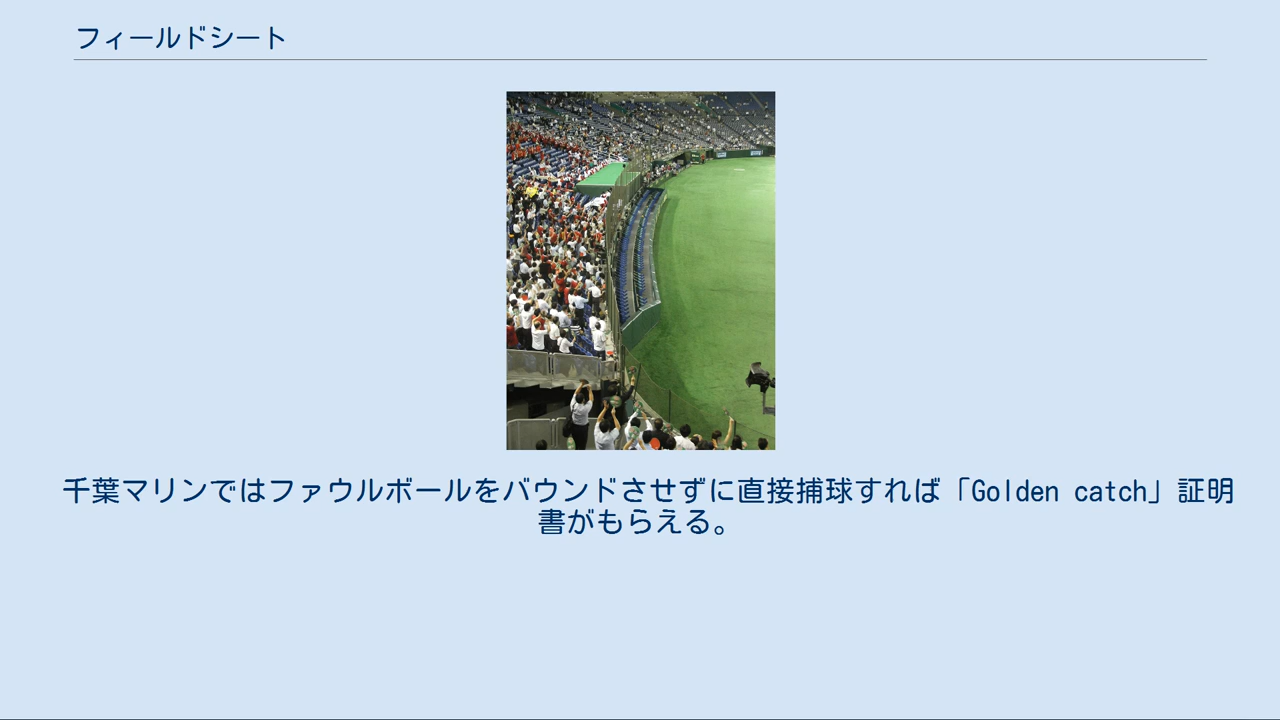 フィールドシート
千葉マリンではファウルボールをバウンドさせずに直接捕球すれば「Golden catch」証明
書がもらえる。